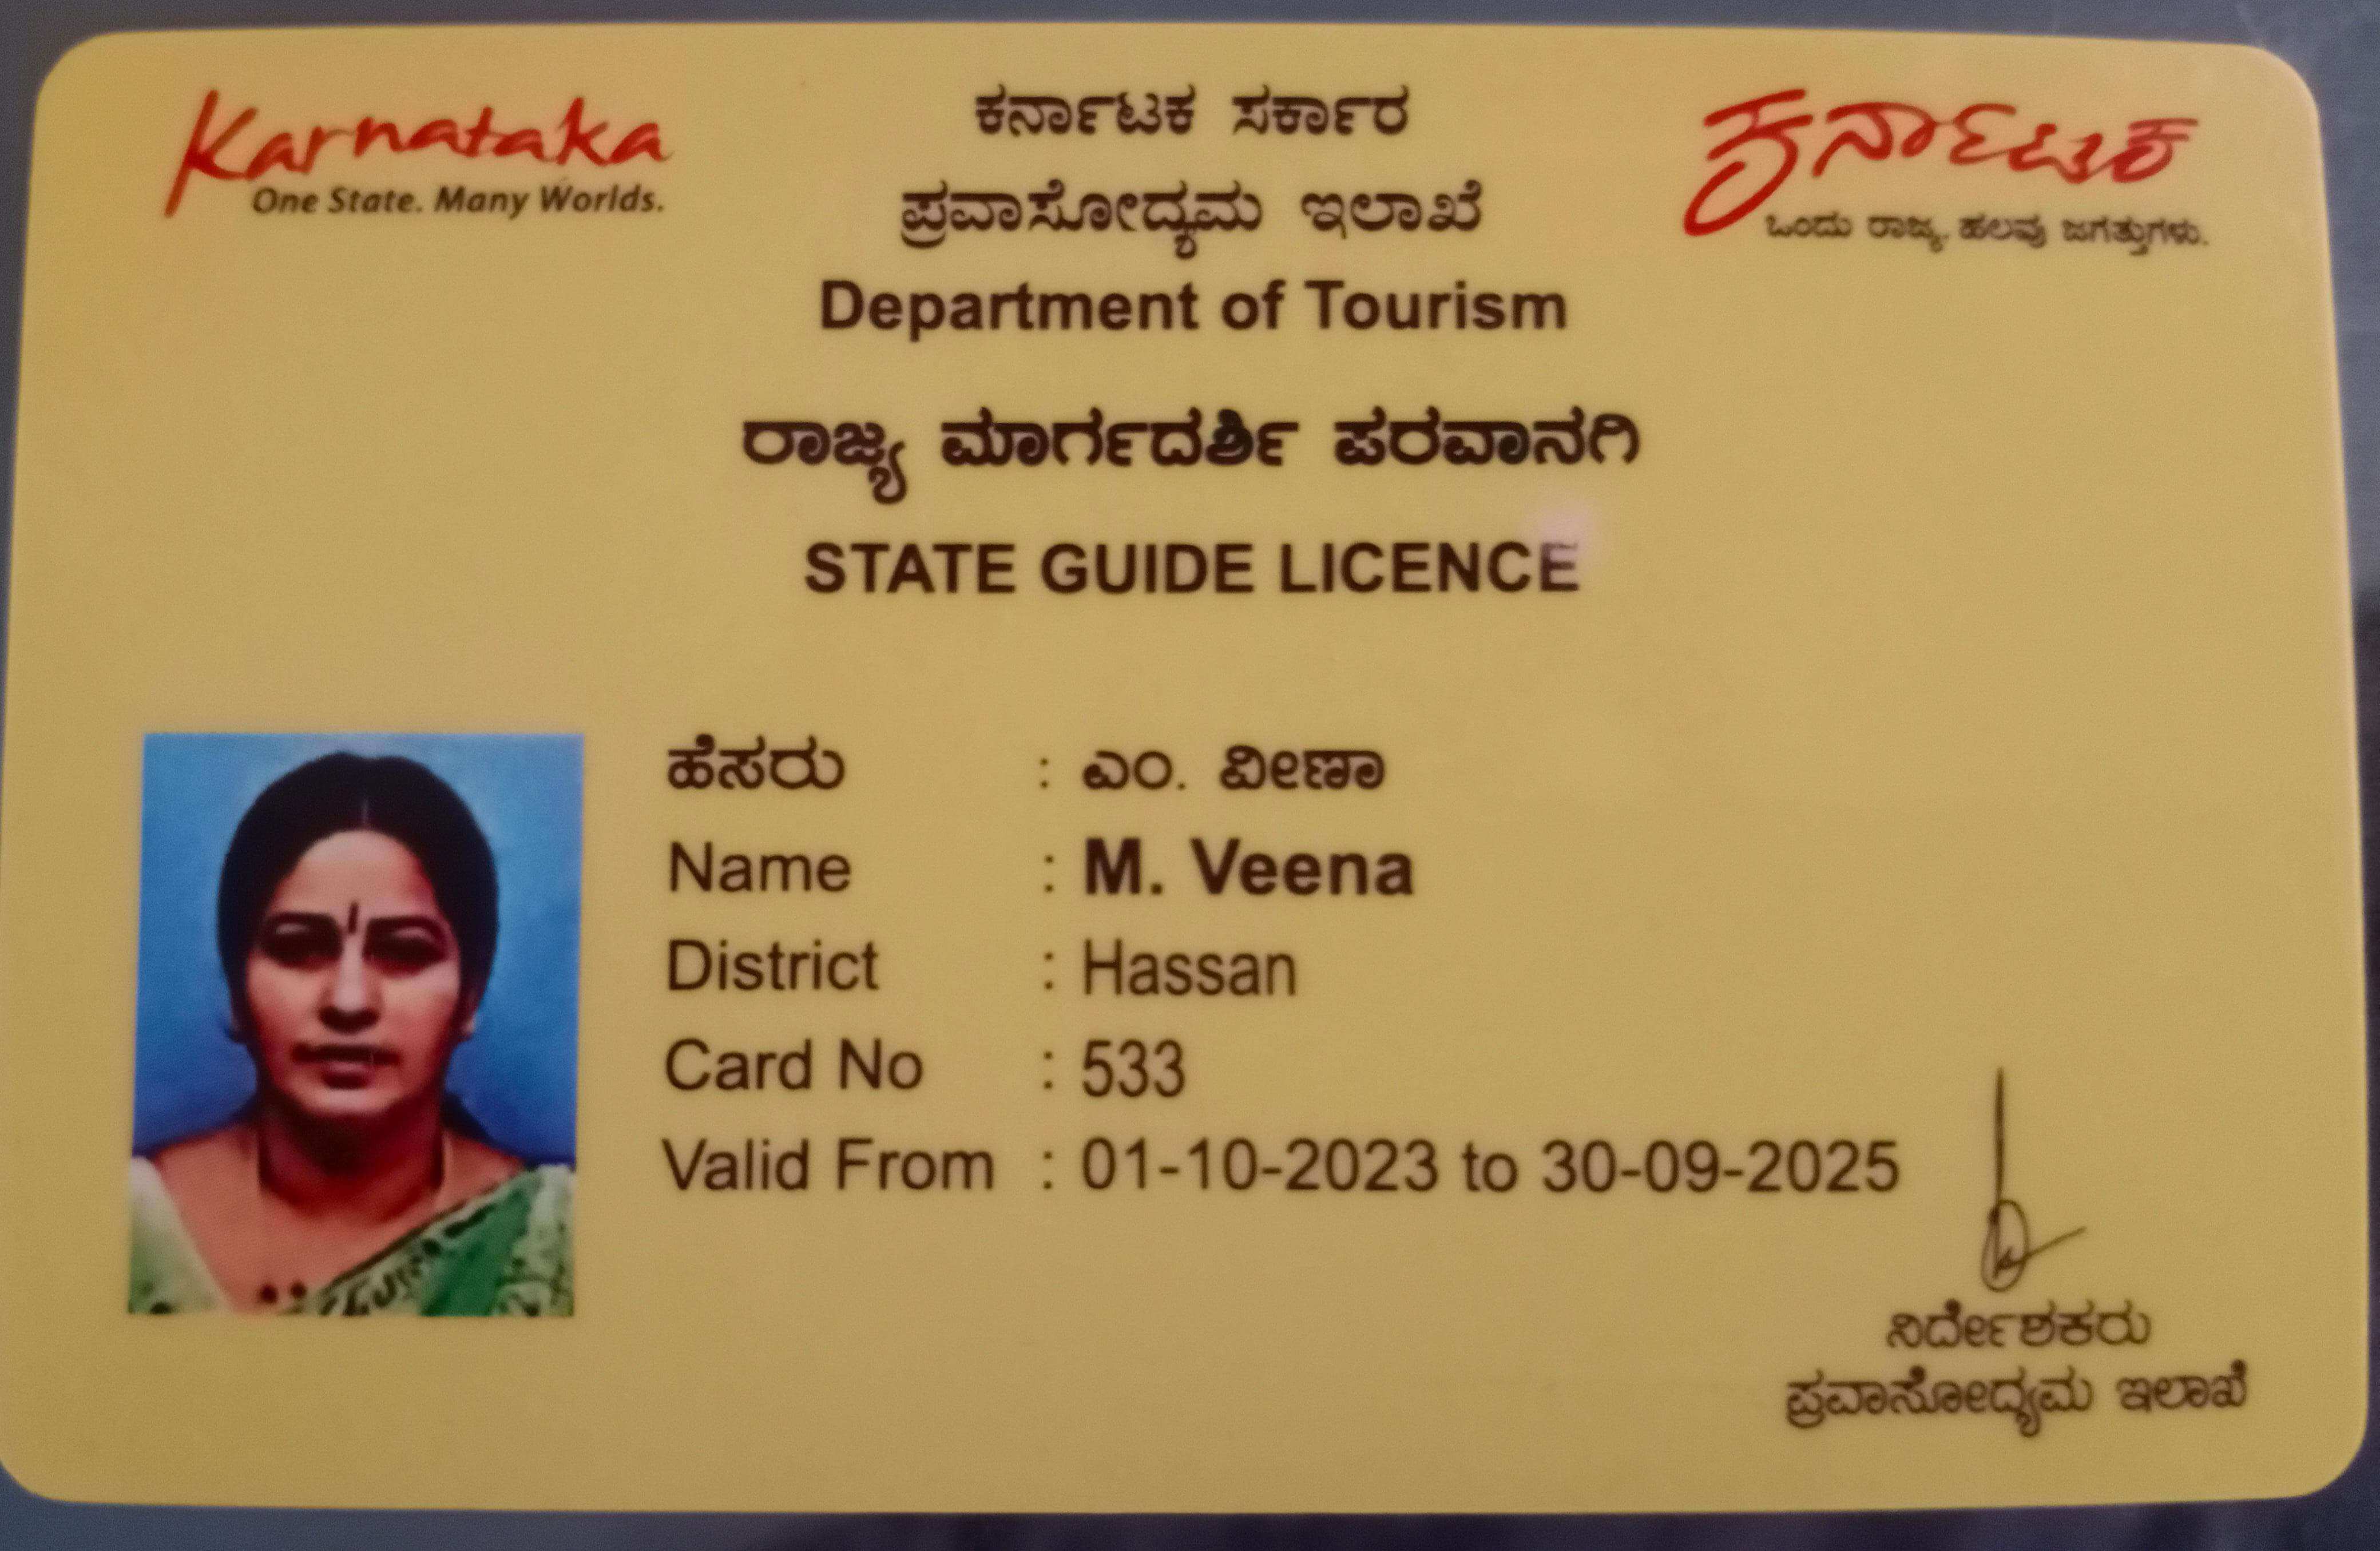 Karnataka
One State. Many Worlds.
ಕರ್ನಾಟಕ ಸರ್ಕಾರ
ಪ್ರವಾಸೋದ್ಯಮ ಇಲಾಖೆ
Department of Tourism
ಕರ್ನಾಟಕ
ಒಂದು ರಾಜ್ಯ. ಹಲವು ಜಗತ್ತುಗಳು.
ರಾಜ್ಯ ಮಾರ್ಗದರ್ಶಿ ಪರವಾನಗಿ
STATE GUIDE LICENCE
ಹೆಸರು : ಎಂ. ವೀಣಾ
Name : M. Veena
District : Hassan
Card No : 533
Valid From : 01-10-2023 to 30-09-2025
ನಿರ್ದೇಶಕರು
ಪ್ರವಾಸೋದ್ಯಮ ಇಲಾಖೆ